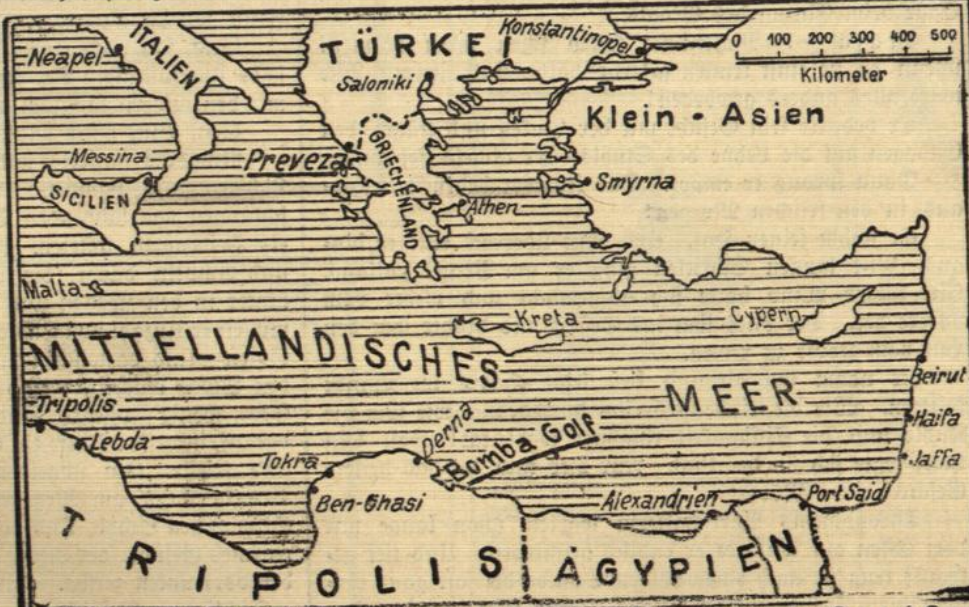 Neapel
ITALIEN
TÜRKEI
Konstantinopel
0 100 200 300 400 500
Kilometer
Saloniki
Klein - Asien
Messina
Preveza
GRIECHENLAND
Smyrna
SICILIEN
Athen
Malta
Kreta
Cypern
MITTELLANDISCHES
MEER
Beirut
Tripolis
Haifa
Lebda
Derna
Bomba Golf
Jaffa
Tokra
Ben-Ghasi
Alexandrien
Port Said
TRIPOLIS
ÄGYPTEN